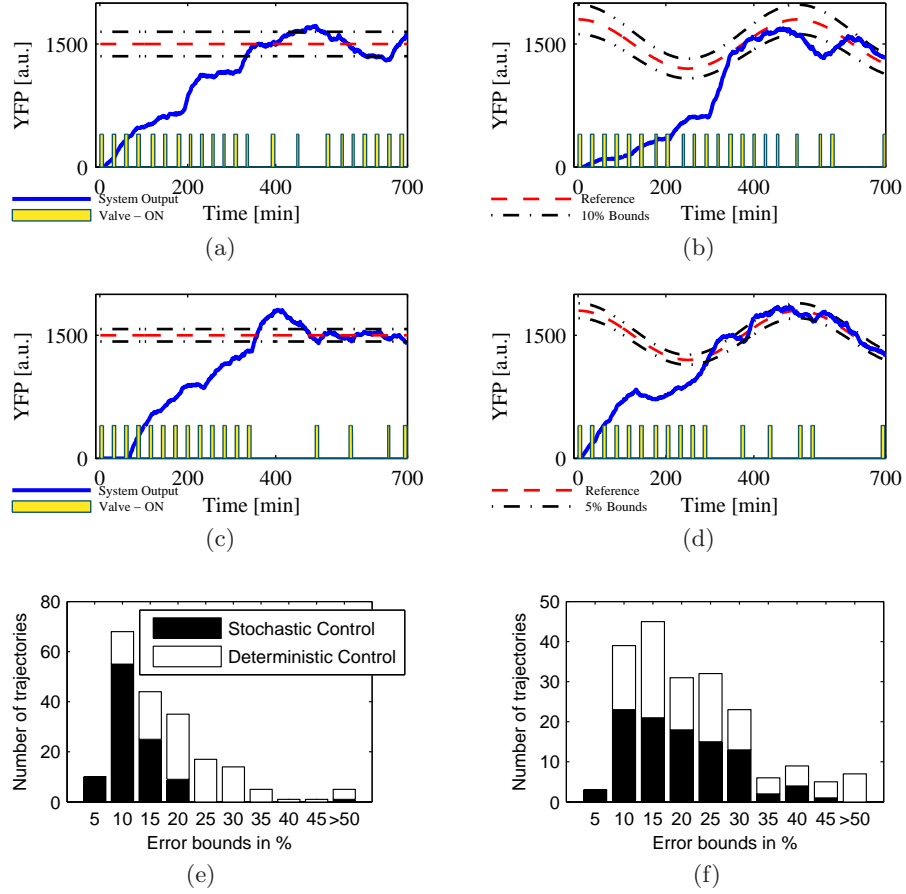 1500
0
YFP [a.u.]
0
200
400
700
Time [min]
System Output
Valve – ON
(a)
1500
0
YFP [a.u.]
0
200
400
700
Time [min]
Reference
10% Bounds
(b)
1500
0
YFP [a.u.]
0
200
400
700
Time [min]
System Output
Valve – ON
(c)
1500
0
YFP [a.u.]
0
200
400
700
Time [min]
Reference
5% Bounds
(d)
80
60
40
20
0
Number of trajectories
Stochastic Control
Deterministic Control
5 10 15 20 25 30 35 40 45 >50
Error bounds in %
(e)
50
40
30
20
10
0
Number of trajectories
5 10 15 20 25 30 35 40 45 >50
Error bounds in %
(f)